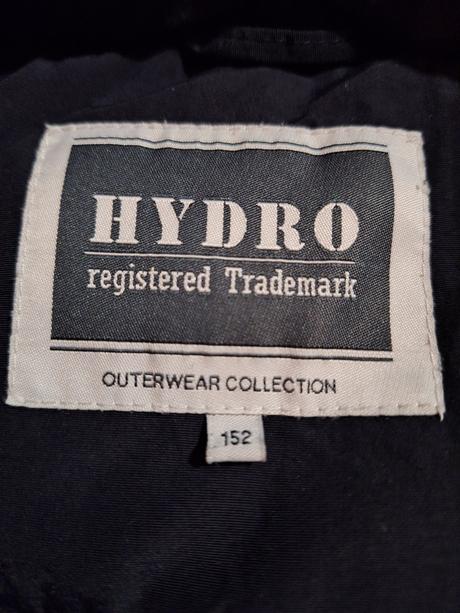 HYDRO
registered Trademark
OUTERWEAR COLLECTION
152